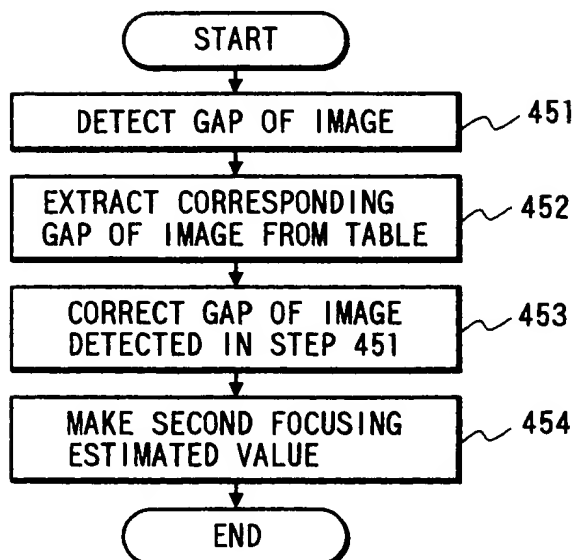 START
DETECT GAP OF IMAGE
451
EXTRACT CORRESPONDING
GAP OF IMAGE FROM TABLE
452
CORRECT GAP OF IMAGE
DETECTED IN STEP 451
453
MAKE SECOND FOCUSING
ESTIMATED VALUE
454
END